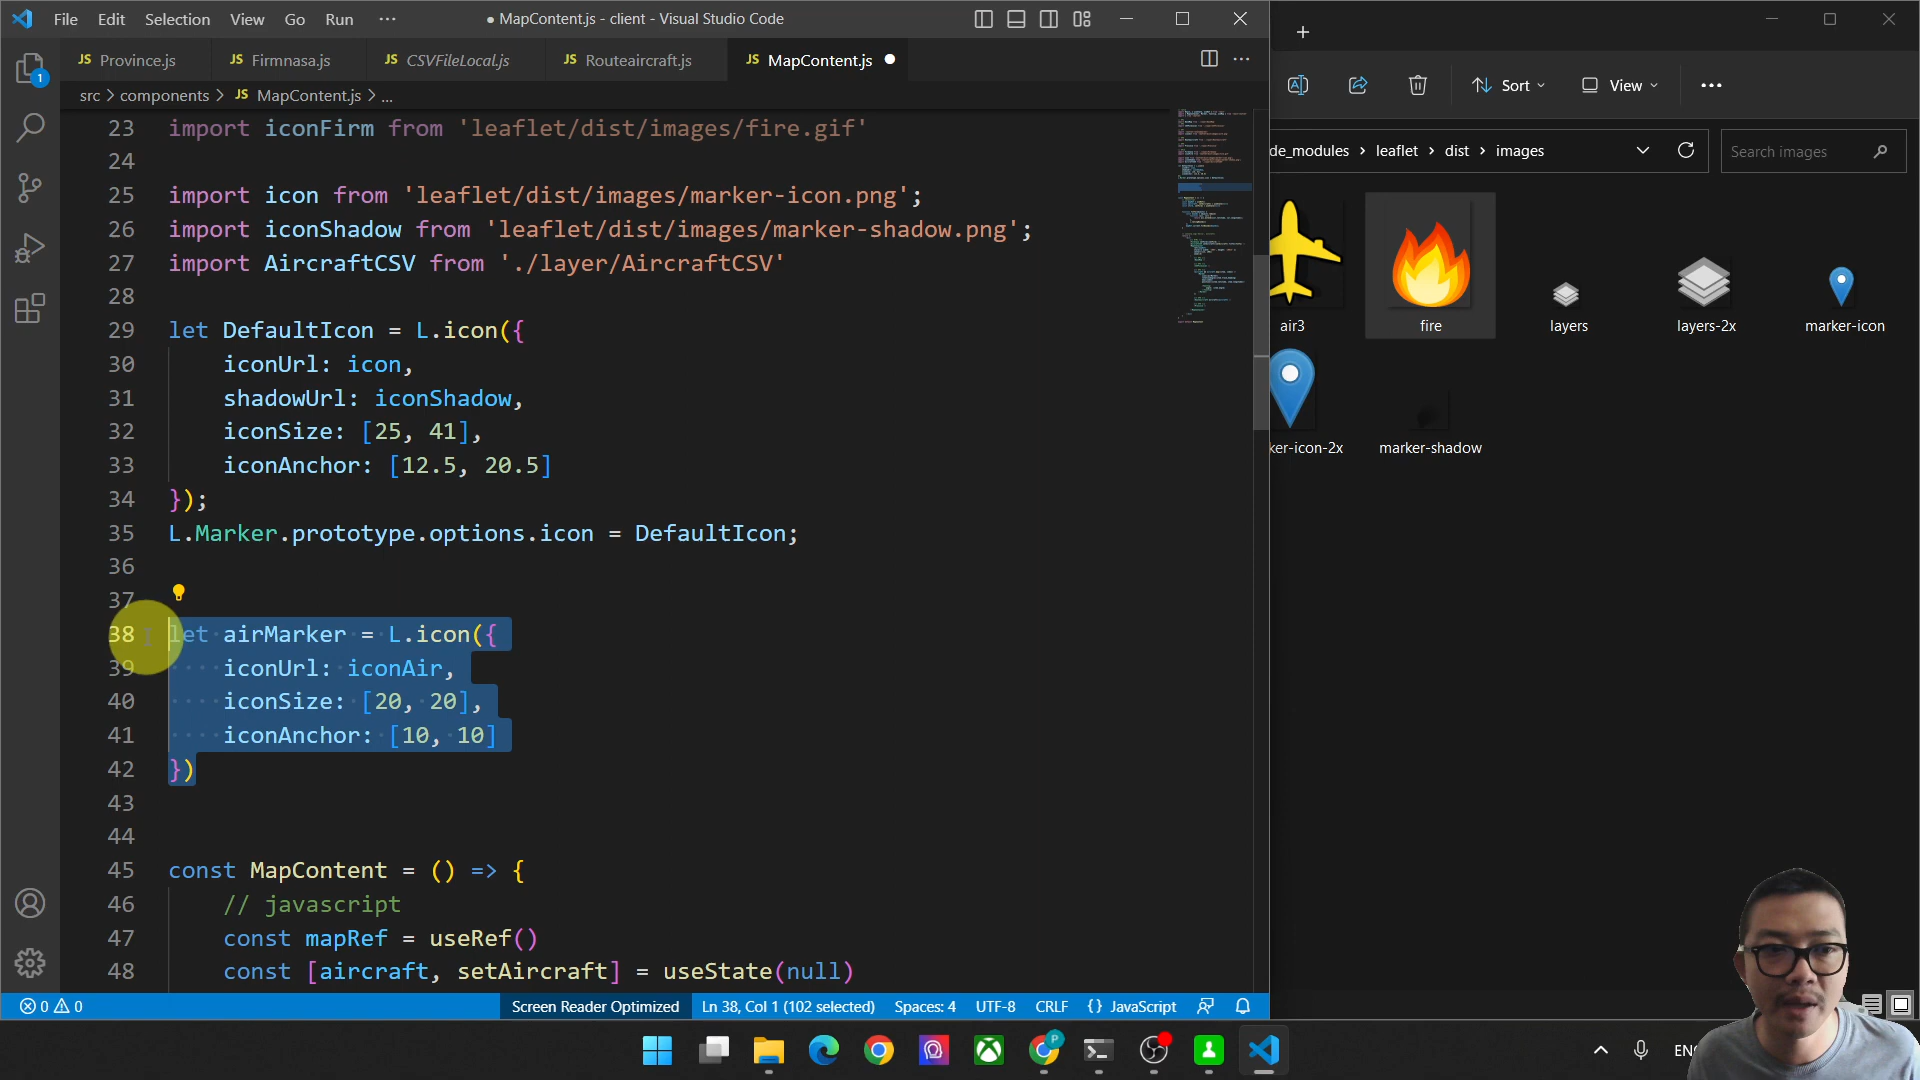 File Edit Selection View Go Run ···
● MapContent.js - client - Visual Studio Code
JS Province.js
JS Firmnasa.js
JS CSVFileLocal.js
JS Routeaircraft.js
JS MapContent.js ●
src > components > JS MapContent.js > ...
23 import iconFirm from 'leaflet/dist/images/fire.gif'
24
25 import icon from 'leaflet/dist/images/marker-icon.png';
26 import iconShadow from 'leaflet/dist/images/marker-shadow.png';
27 import AircraftCSV from './layer/AircraftCSV'
28
29 let DefaultIcon = L.icon({
30 iconUrl: icon,
31 shadowUrl: iconShadow,
32 iconSize: [25, 41],
33 iconAnchor: [12.5, 20.5]
34 });
35 L.Marker.prototype.options.icon = DefaultIcon;
36
37
38 let airMarker = L.icon({
39 iconUrl: iconAir,
40 iconSize: [20, 20],
41 iconAnchor: [10, 10]
42 })
43
44
45 const MapContent = () => {
46 // javascript
47 const mapRef = useRef()
48 const [aircraft, setAircraft] = useState(null)
1
0 0
Screen Reader Optimized
Ln 38, Col 1 (102 selected)
Spaces: 4
UTF-8
CRLF
{} JavaScript
Sort
View
de_modules > leaflet > dist > images
Search images
air3
fire
layers
layers-2x
marker-icon
ker-icon-2x
marker-shadow
P
ENG